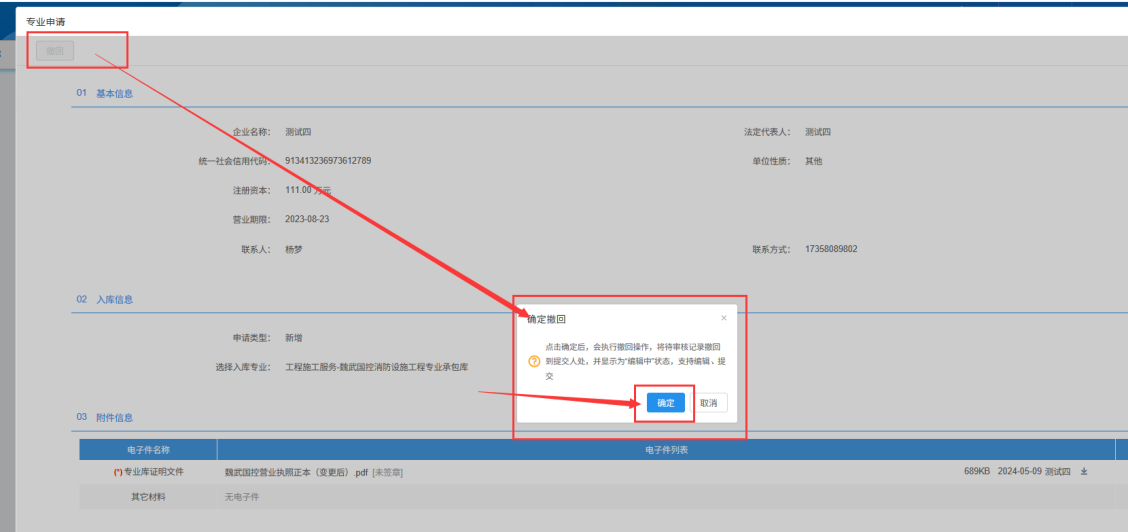 专业申请
撤回
01 基本信息
企业名称： 测试四 法定代表人： 测试四
统一社会信用代码： 913413236973612789 单位性质： 其他
注册资本： 111.00 万元
营业期限： 2023-08-23
联系人： 杨梦 联系方式： 17358089802
02 入库信息
申请类型： 新增
选择入库专业： 工程施工服务-魏武国控消防设施工程专业承包库
确定撤回 ×
点击确定后，会执行撤回操作，将待审核记录撤回
到提交人处，并显示为“编辑中”状态，支持编辑、提
交
确定 取消
03 附件信息
电子件名称 电子件列表
(*)专业库证明文件 魏武国控营业执照正本（变更后）.pdf [未签章] 689KB 2024-05-09 测试四
其它材料 无电子件